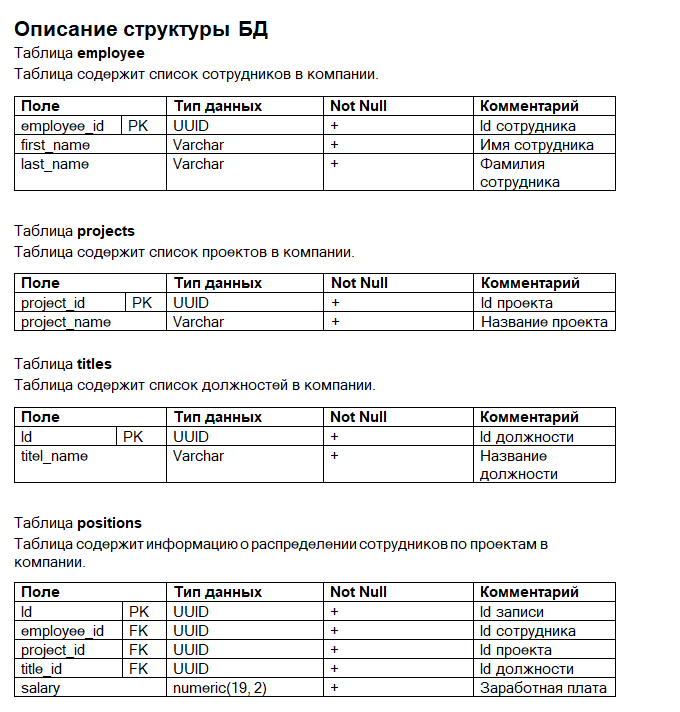 Описание структуры БД
Таблица employee
Таблица содержит список сотрудников в компании.
Поле Тип данных Not Null Комментарий
employee_id PK UUID + Id сотрудника
first_name Varchar + Имя сотрудника
last_name Varchar + Фамилия
сотрудника
Таблица projects
Таблица содержит список проектов в компании.
Поле Тип данных Not Null Комментарий
project_id PK UUID + Id проекта
project_name Varchar + Название проекта
Таблица titles
Таблица содержит список должностей в компании.
Поле Тип данных Not Null Комментарий
Id PK UUID + Id должности
titel_name Varchar + Название
должности
Таблица positions
Таблица содержит информацию о распределении сотрудников по проектам в
компании.
Поле Тип данных Not Null Комментарий
Id PK UUID + Id записи
employee_id FK UUID + Id сотрудника
project_id FK UUID + Id проекта
title_id FK UUID + Id должности
salary numeric(19, 2) + Заработная плата